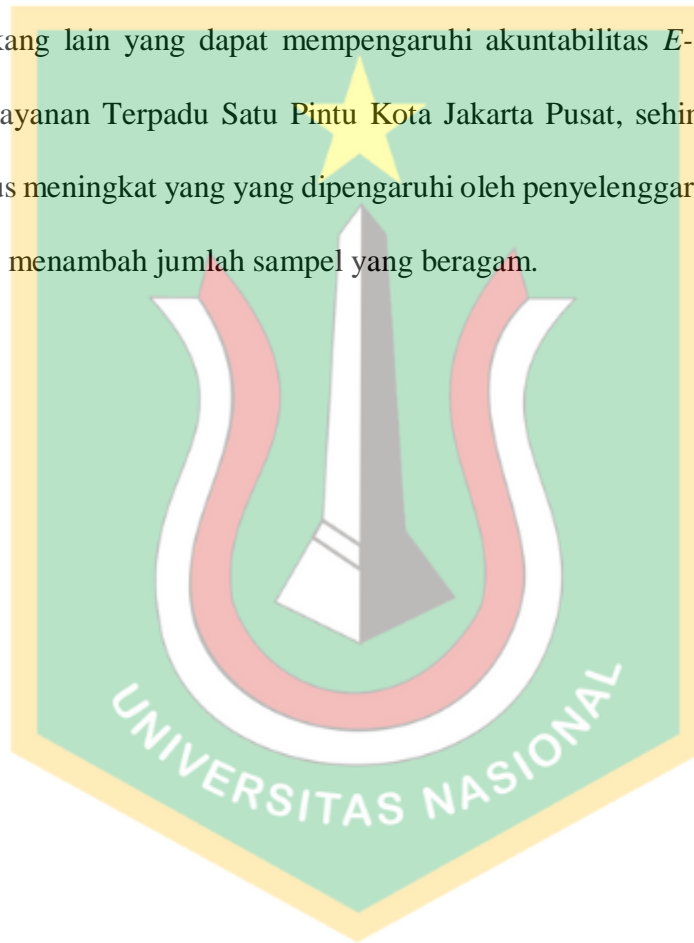 kang lain yang dapat mempengaruhi akuntabilitas E-
ayanan Terpadu Satu Pintu Kota Jakarta Pusat, sehin
us meningkat yang yang dipengaruhi oleh penyelenggar
menambah jumlah sampel yang beragam.
UNIVERSITAS NASIONAL